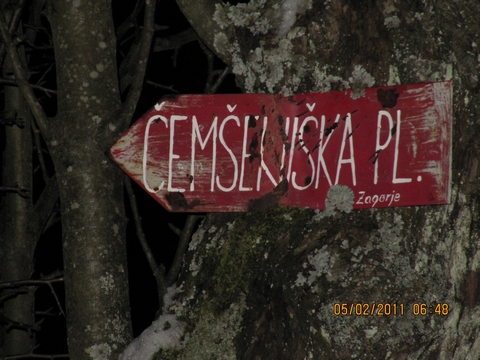 ČEMŠENIŠKA PL.
Zagorje
05/02/2011 06:48